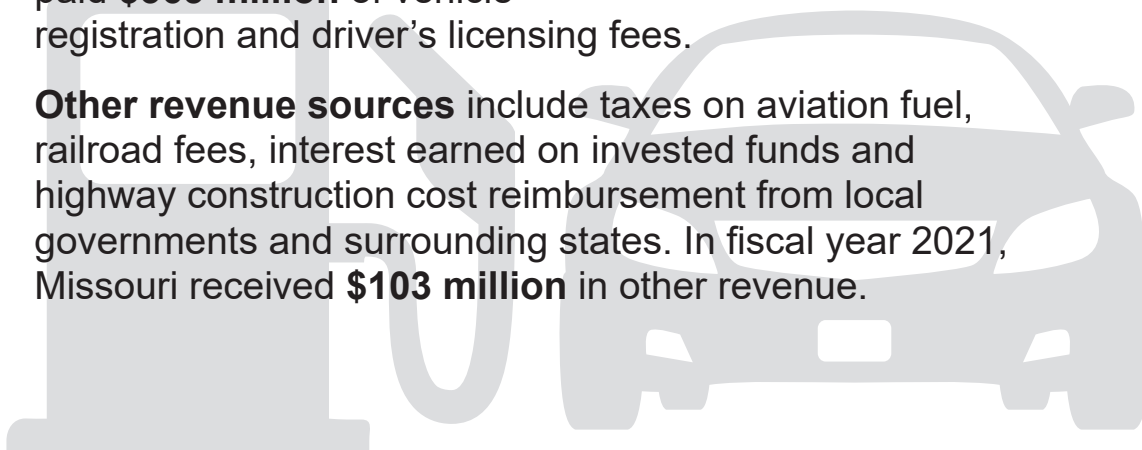 of vehicle
registration and driver’s licensing fees.
Other revenue sources include taxes on aviation fuel,
railroad fees, interest earned on invested funds and
highway construction cost reimbursement from local
governments and surrounding states. In fiscal year 2021,
Missouri received $103 million in other revenue.